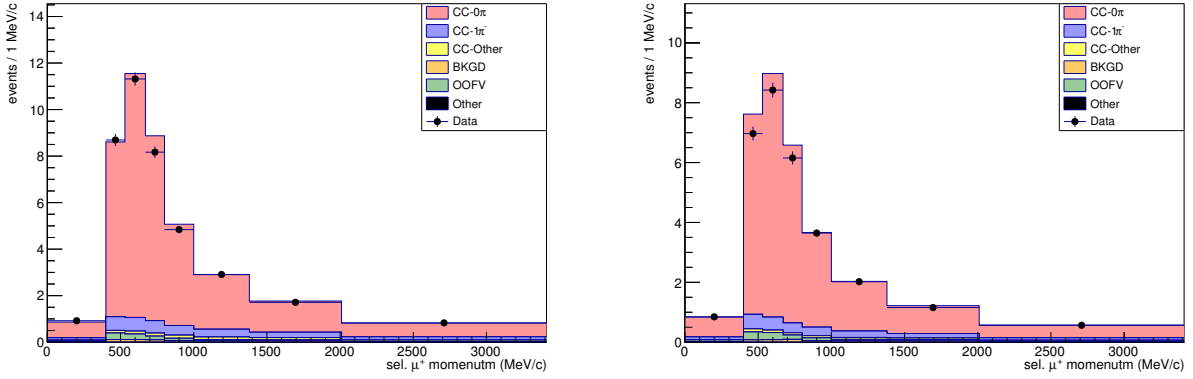 events / 1 MeV/c
14
12
10
8
6
4
2
0
CC-0π
CC-1π⁻
CC-Other
BKGD
OOFV
Other
Data
0 500 1000 1500 2000 2500 3000
sel. μ⁺ momenutm (MeV/c)
events / 1 MeV/c
10
8
6
4
2
0
CC-0π
CC-1π⁻
CC-Other
BKGD
OOFV
Other
Data
0 500 1000 1500 2000 2500 3000
sel. μ⁺ momenutm (MeV/c)